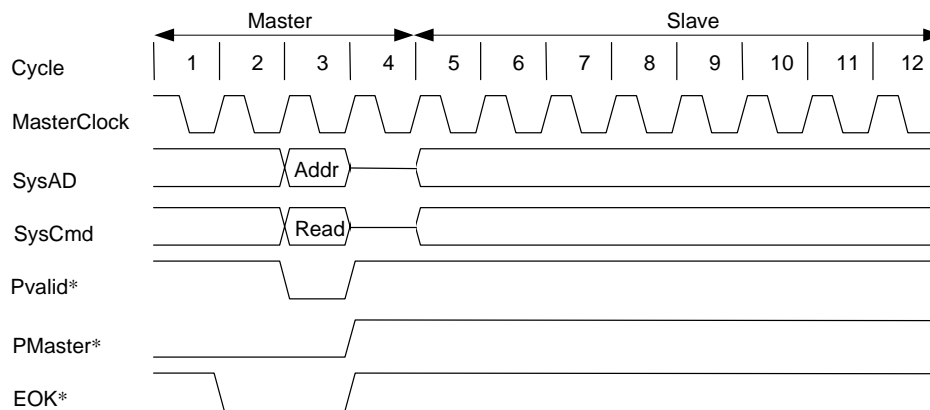 Master Slave
Cycle 1 2 3 4 5 6 7 8 9 10 11 12
MasterClock
SysAD Addr
SysCmd Read
Pvalid*
PMaster*
EOK*